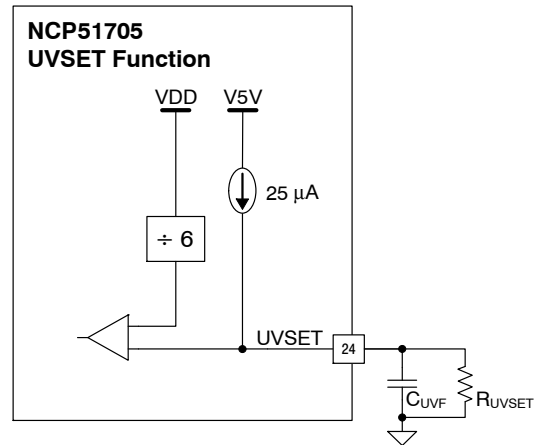 NCP51705
UVSET Function
VDD V5V
25 μA
÷ 6
UVSET
24
CUVF RUVSET